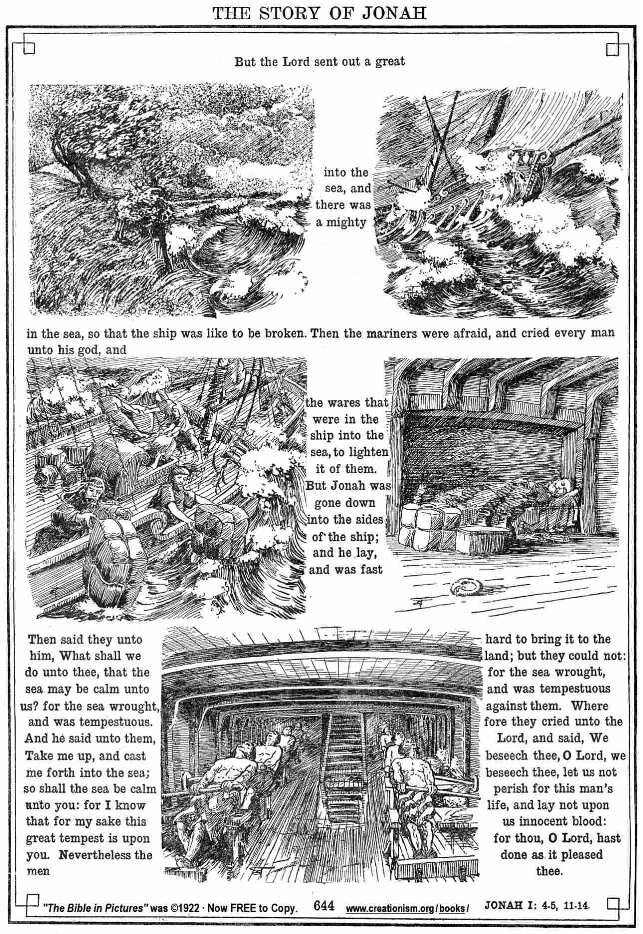 THE STORY OF JONAH
But the Lord sent out a great
into the
sea, and
there was
a mighty
in the sea, so that the ship was like to be broken. Then the mariners were afraid, and cried every man
unto his god, and
the wares that
were in the
ship into the
sea, to lighten
it of them.
But Jonah was
gone down
into the sides
of the ship;
and he lay,
and was fast
Then said they unto
him, What shall we
do unto thee, that the
sea may be calm unto
us? for the sea wrought,
and was tempestuous.
And he said unto them,
Take me up, and cast
me forth into the sea;
so shall the sea be calm
unto you: for I know
that for my sake this
great tempest is upon
you. Nevertheless the
men
hard to bring it to the
land; but they could not:
for the sea wrought,
and was tempestuous
against them. Where
fore they cried unto the
Lord, and said, We
beseech thee, O Lord, we
beseech thee, let us not
perish for this man's
life, and lay not upon
us innocent blood:
for thou, O Lord, hast
done as it pleased
thee.
"The Bible in Pictures" was ©1922 · Now FREE to Copy. 644 www.creationism.org/books/ JONAH I: 4-5, 11-14.